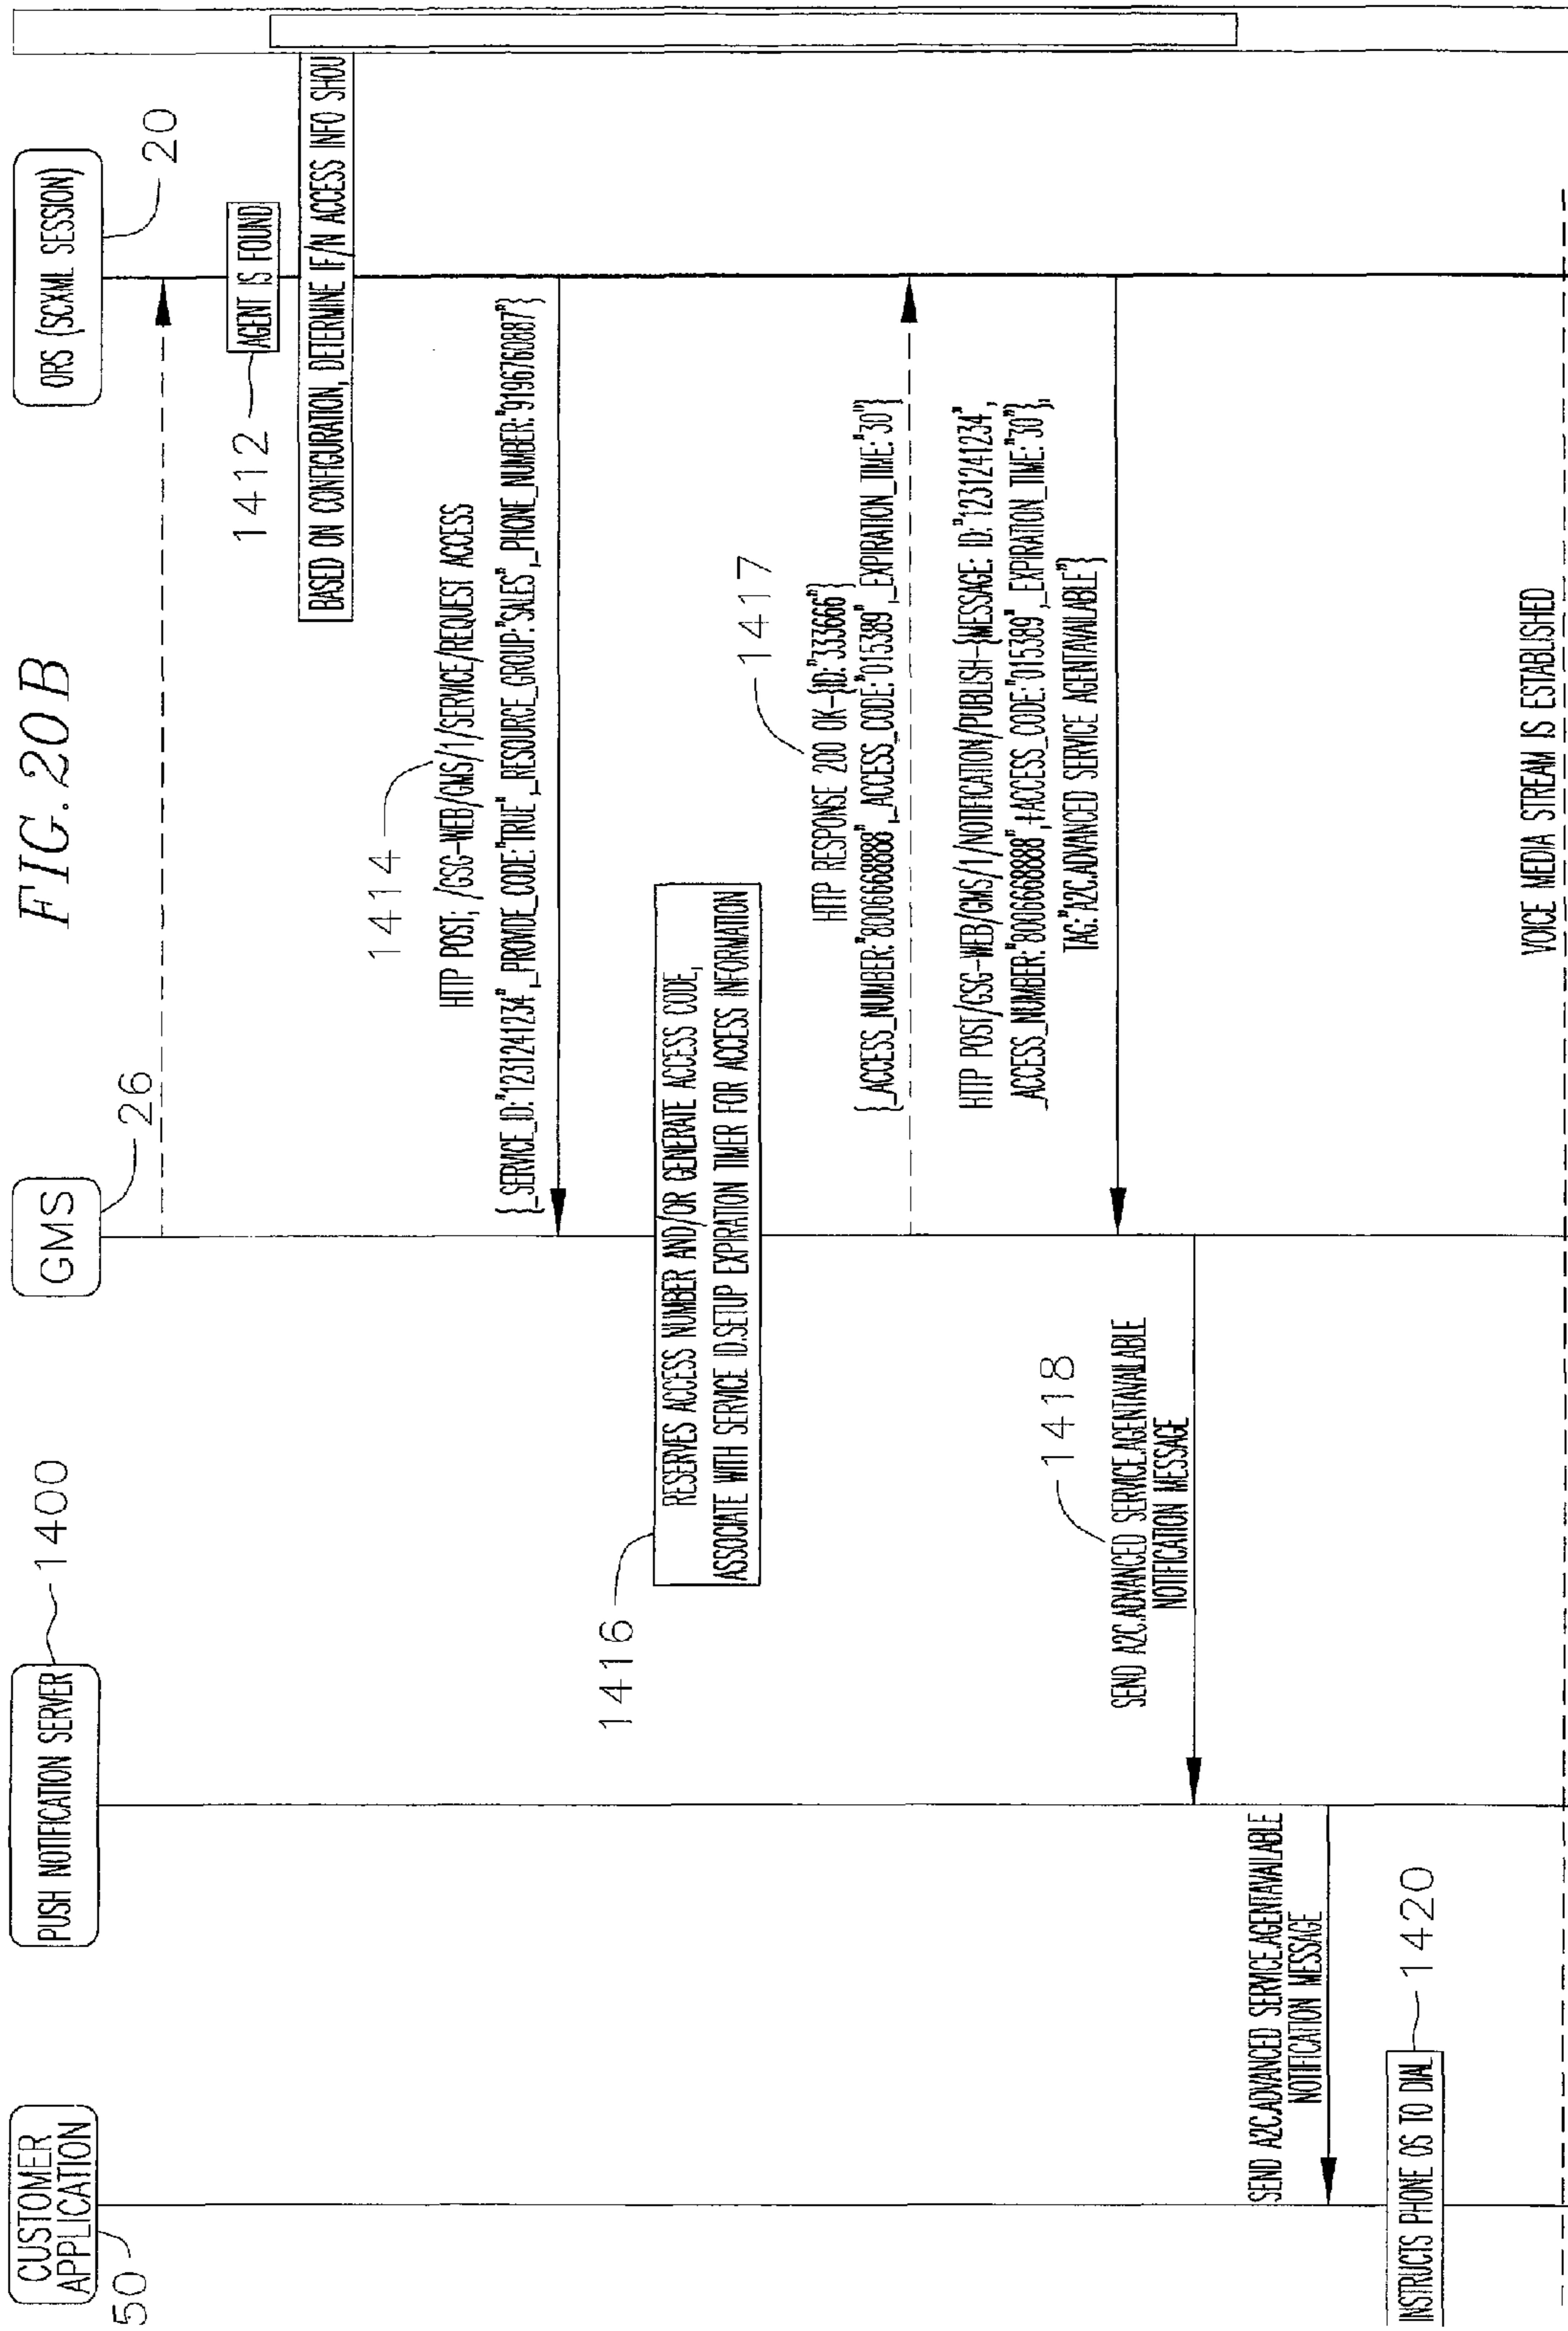 FIG. 20B
CUSTOMER
APPLICATION
50
PUSH NOTIFICATION SERVER
1400
GMS
26
ORS (SCXML SESSION)
20
1412
AGENT IS FOUND
BASED ON CONFIGURATION, DETERMINE IF/N ACCESS INFO SHOU
1414
HTTP POST; /GSG-WEB/GMS/1/SERVICE/REQUEST ACCESS
{_SERVICE_ID:"1231241234"_PROVIDE_CODE:"TRUE",_RESOURCE_GROUP:"SALES",_PHONE_NUMBER:"9196760887"}
1416
RESERVES ACCESS NUMBER AND/OR GENERATE ACCESS CODE,
ASSOCIATE WITH SERVICE ID.SETUP EXPIRATION TIMER FOR ACCESS INFORMATION
1417
HTTP RESPONSE 200 OK-{ID:"333666"}
{_ACCESS_NUMBER:"800668888",_ACCESS_CODE:"015389",_EXPIRATION_TIME:"30"}
HTTP POST/GSG-WEB/GMS/1/NOTIFICATION/PUBLISH-{MESSAGE: ID:"1231241234",
_ACCESS_NUMBER:"800668888",+ACCESS_CODE:"015389"_EXPIRATION_TIME:"30"},
TAG:"A2C.ADVANCED SERVICE AGENTAVAILABLE"}
1418
SEND A2C.ADVANCED SERVICE.AGENTAVAILABLE
NOTIFICATION MESSAGE
SEND A2C.ADVANCED SERVICE.AGENTAVAILABLE
NOTIFICATION MESSAGE
INSTRUCTS PHONE OS TO DIAL
1420
VOICE MEDIA STREAM IS ESTABLISHED